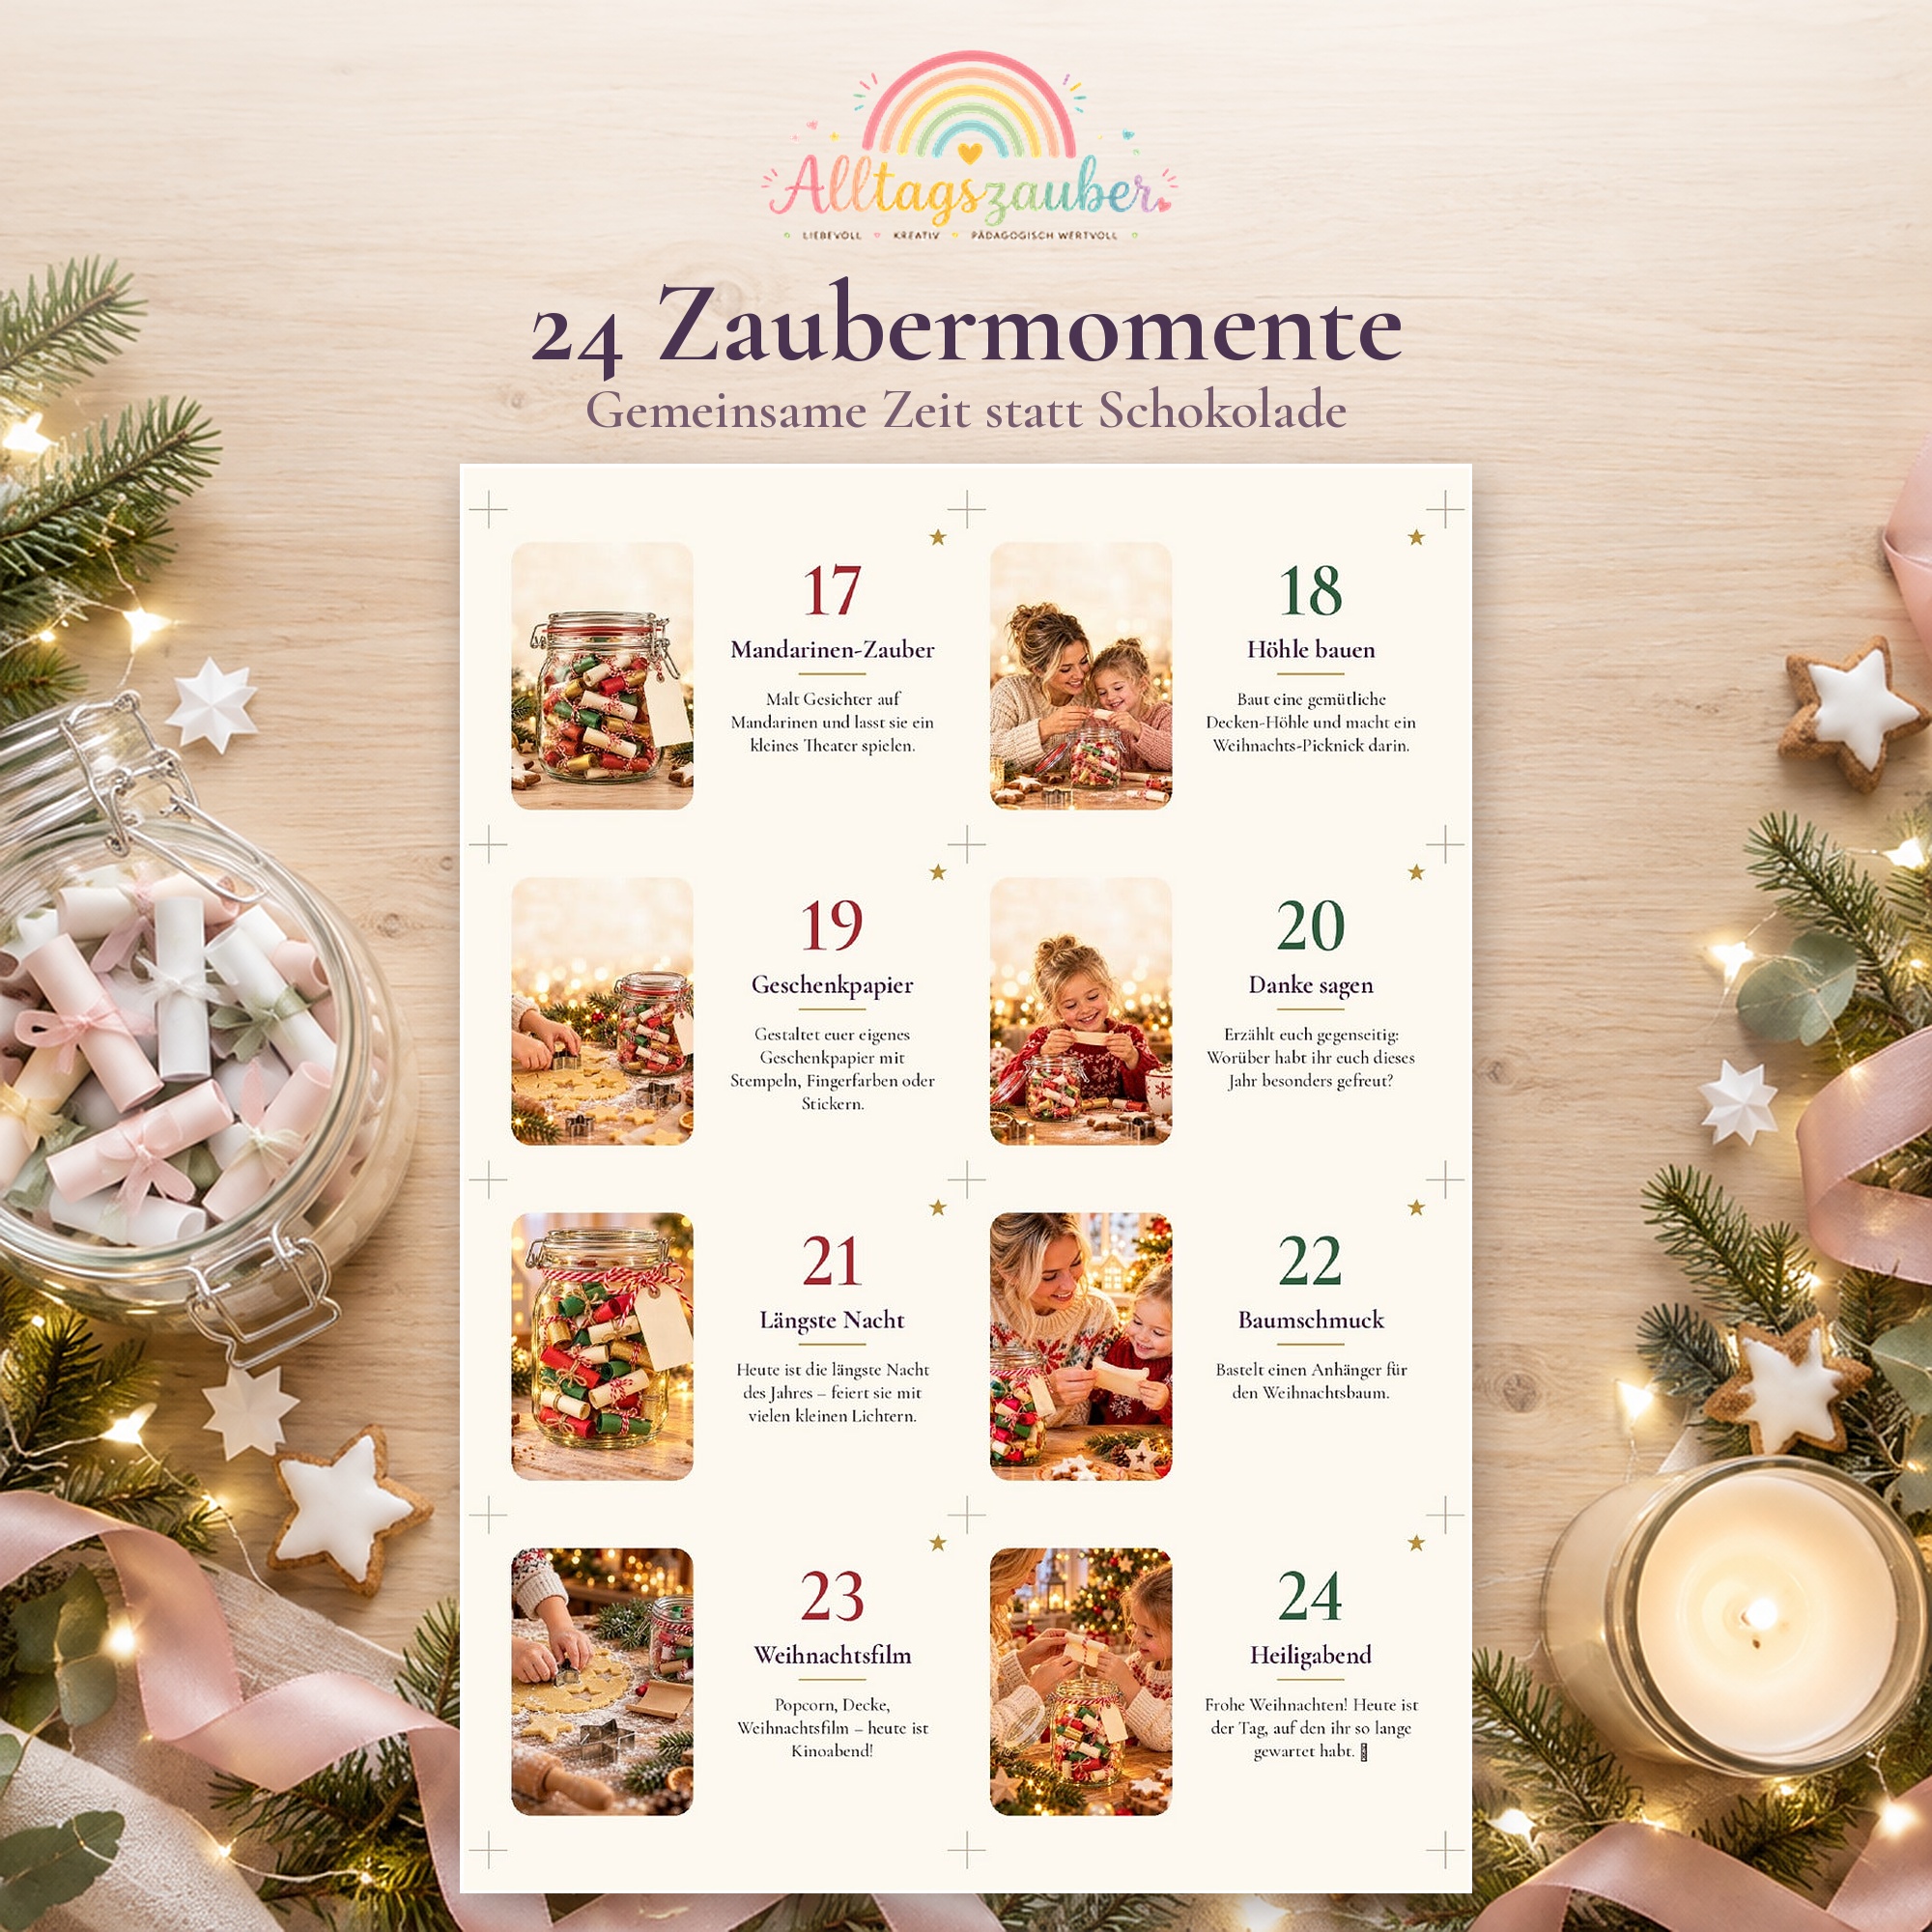 Alltagszauber
LIEBEVOLL KREATIV PÄDAGOGISCH WERTVOLL
24 Zaubermomente
Gemeinsame Zeit statt Schokolade
17
Mandarinen-Zauber
Malt Gesichter auf
Mandarinen und lasst sie ein
kleines Theater spielen.
18
Höhle bauen
Baut eine gemütliche
Decken-Höhle und macht ein
Weihnachts-Picknick darin.
19
Geschenkpapier
Gestaltet euer eigenes
Geschenkpapier mit
Stempeln, Fingerfarben oder
Stickern.
20
Danke sagen
Erzählt euch gegenseitig:
Worüber habt ihr euch dieses
Jahr besonders gefreut?
21
Längste Nacht
Heute ist die längste Nacht
des Jahres – feiert sie mit
vielen kleinen Lichtern.
22
Baumschmuck
Bastelt einen Anhänger für
den Weihnachtsbaum.
23
Weihnachtsfilm
Popcorn, Decke,
Weihnachtsfilm – heute ist
Kinoabend!
24
Heiligabend
Frohe Weihnachten! Heute ist
der Tag, auf den ihr so lange
gewartet habt.